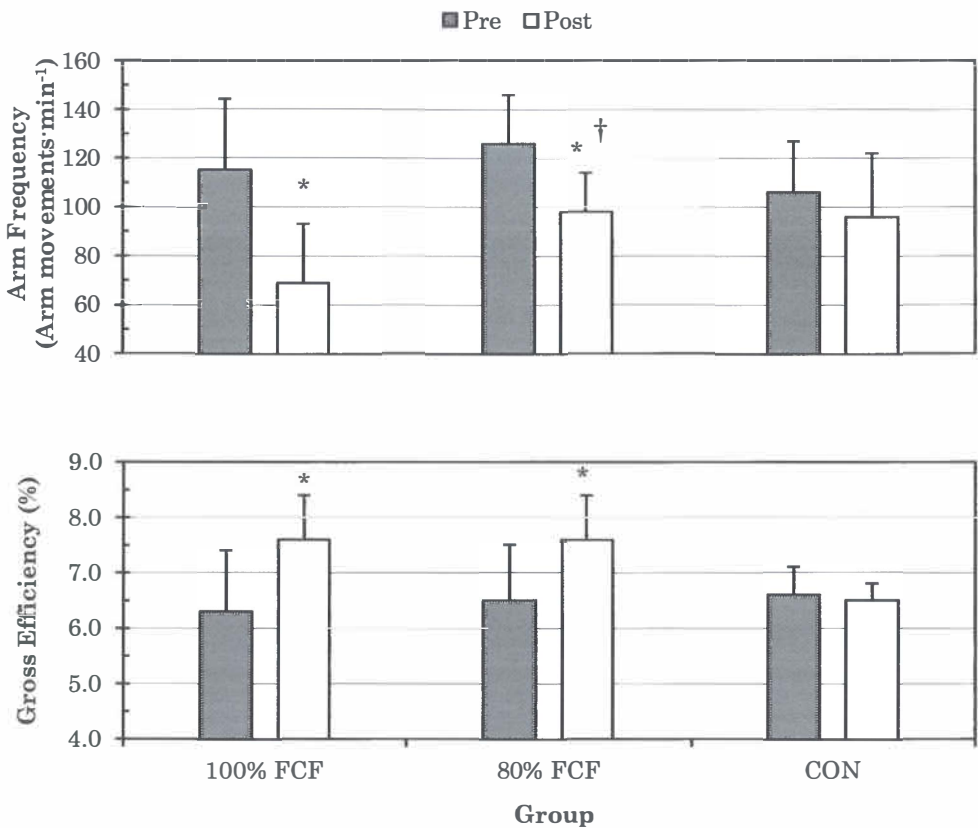 Pre Post
Arm Frequency
(Arm movements·min⁻¹)
160
140
120
100
80
60
40
*
* †
Gross Efficiency (%)
9.0
8.0
7.0
6.0
5.0
4.0
*
*
100% FCF 80% FCF CON
Group